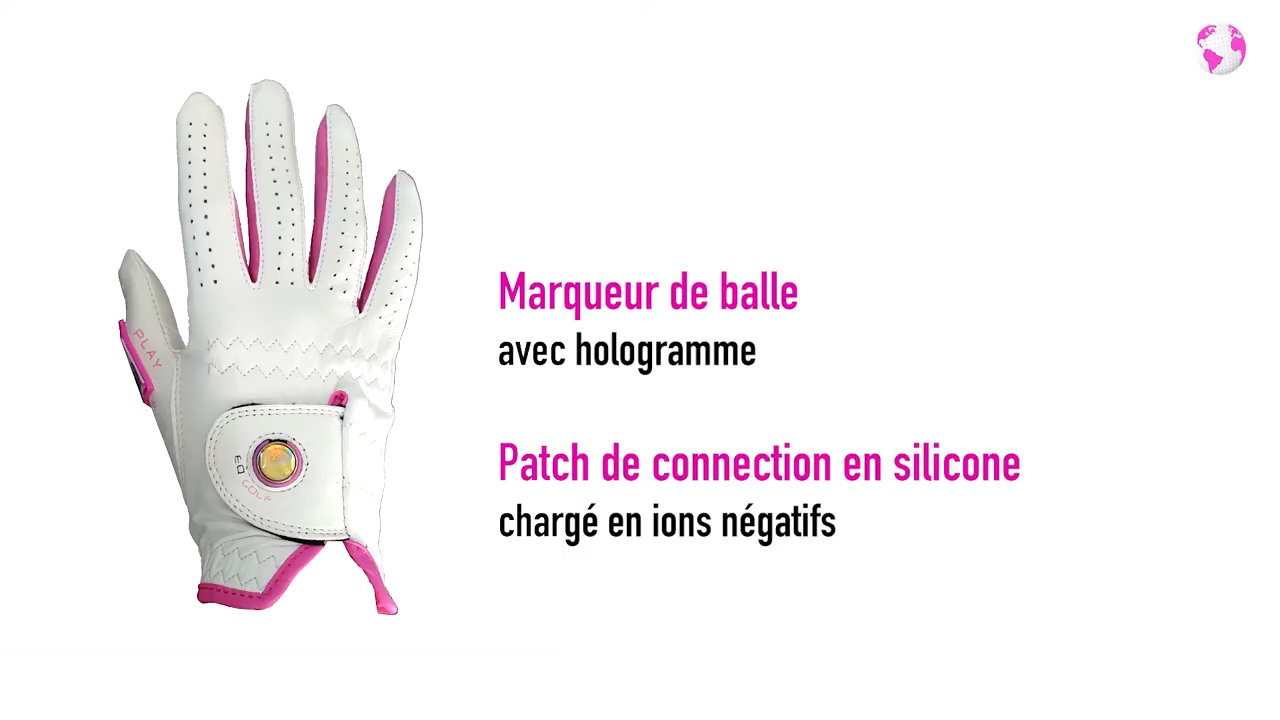 PLAY
EQ GOLF
Marqueur de balle
avec hologramme
Patch de connection en silicone
chargé en ions négatifs